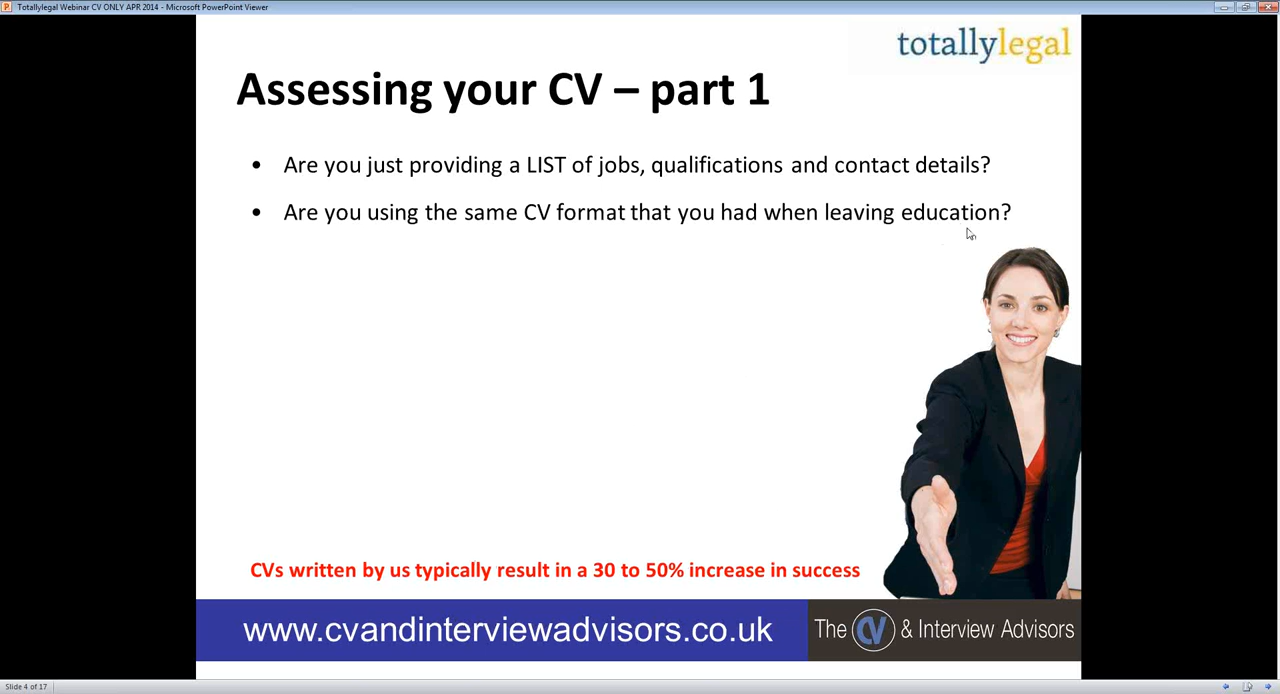 Totallylegal Webinar CV ONLY APR 2014 - Microsoft PowerPoint Viewer
totallylegal
Assessing your CV – part 1
• Are you just providing a LIST of jobs, qualifications and contact details?
• Are you using the same CV format that you had when leaving education?
CVs written by us typically result in a 30 to 50% increase in success
www.cvandinterviewadvisors.co.uk
The CV & Interview Advisors
Slide 4 of 17